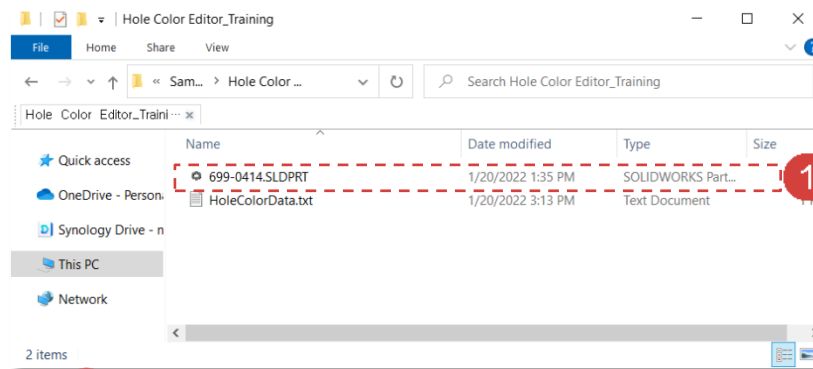 Hole Color Editor_Training
File Home Share View
« Sam... > Hole Color ... Search Hole Color Editor_Training
Hole Color Editor_Traini ...
Name Date modified Type Size
Quick access
699-0414.SLDPRT 1/20/2022 1:35 PM SOLIDWORKS Part... 1
OneDrive - Person
HoleColorData.txt 1/20/2022 3:13 PM Text Document
Synology Drive - n
This PC
Network
2 items